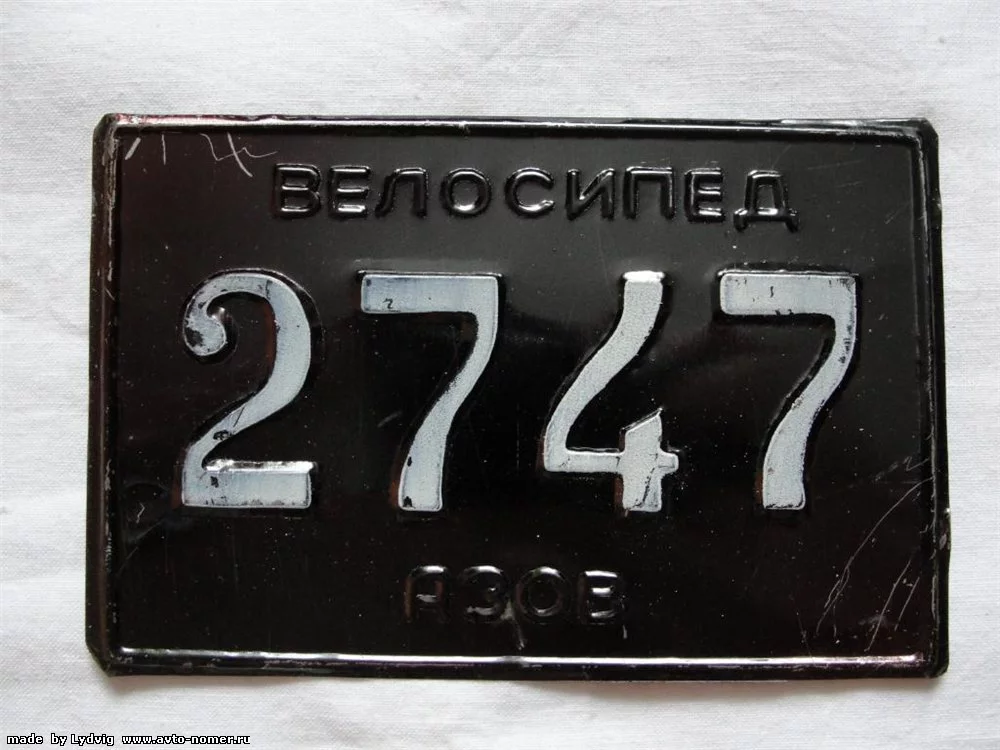 ВЕЛОСИПЕД
2747
АЗОВ
made by Lydvig www.avto-nomer.ru